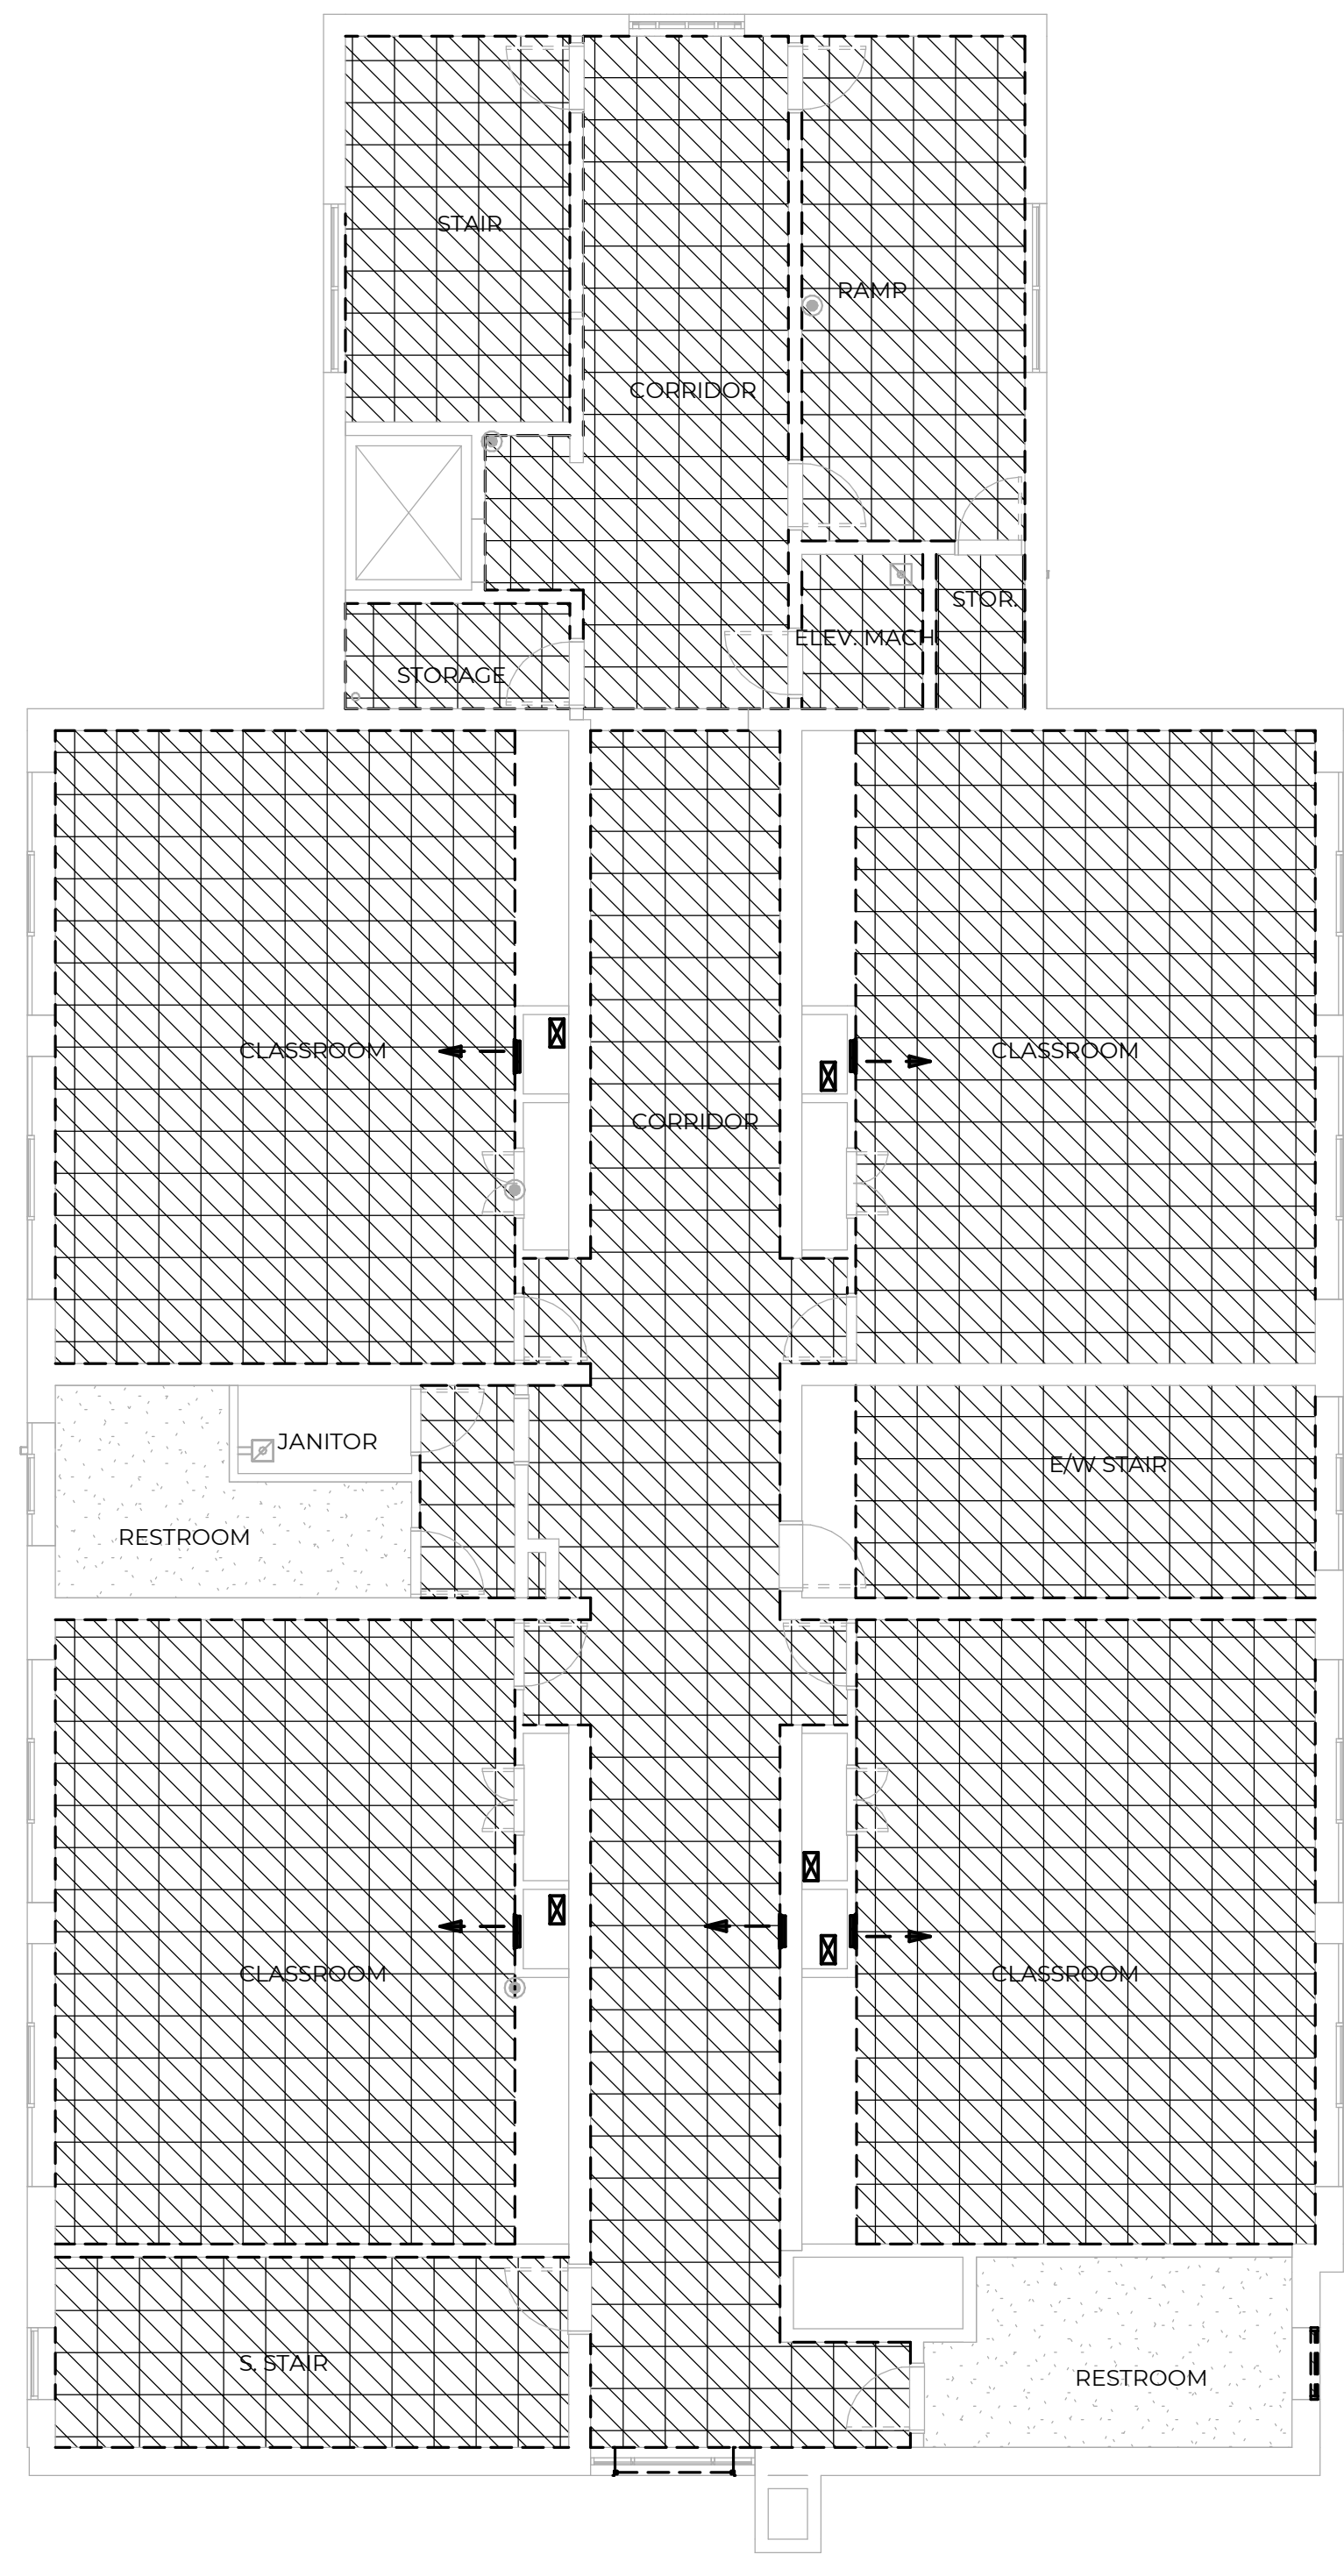 STAIR
RAMP
CORRIDOR
STOR.
ELEV. MACH
STORAGE
CLASSROOM
CLASSROOM
CORRIDOR
JANITOR
E/W STAIR
RESTROOM
CLASSROOM
CLASSROOM
S. STAIR
RESTROOM